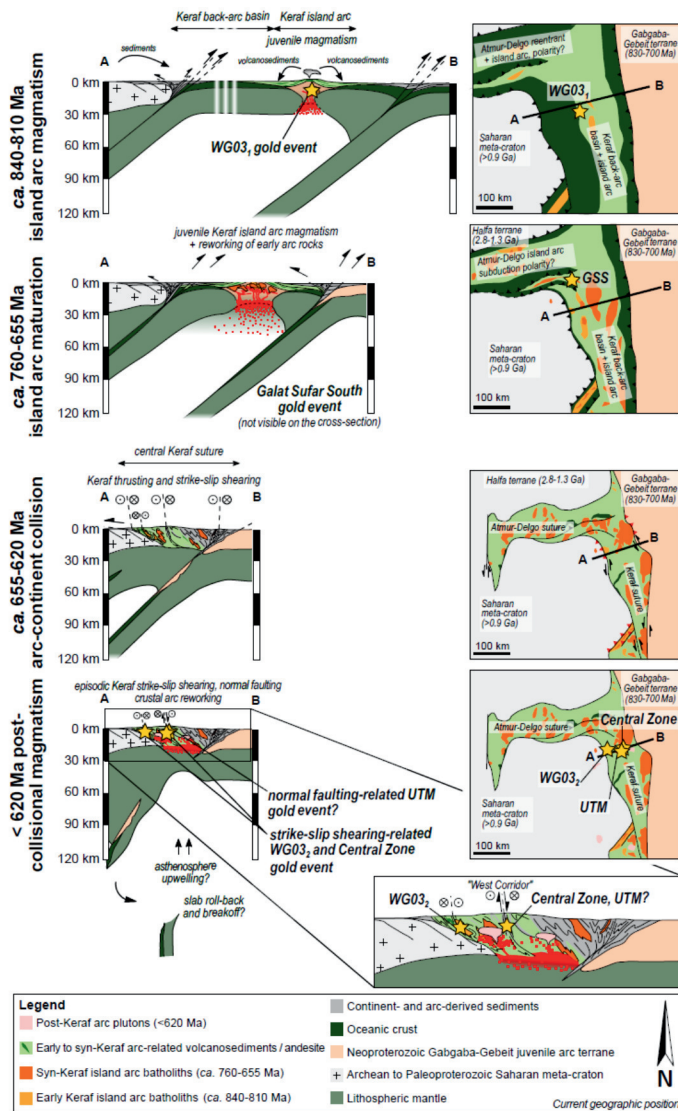 Keraf back-arc basin
Keraf island arc
A
sediments
juvenile magmatism
volcanosediments
volcanosediments
B
0 km
30 km
60 km
90 km
120 km
WG03₁ gold event
ca. 840-810 Ma
island arc magmatism
Atmur-Delgo reentrant
+ island arc, polarity?
Gabgaba-
Gebeit terrane
(830-700 Ma)
WG03₁
A
B
Saharan
meta-craton
(>0.9 Ga)
Keraf back-arc
basin + island arc
100 km
juvenile Keraf island arc magmatism
+ reworking of early arc rocks
A
B
0 km
30 km
60 km
90 km
120 km
Galat Sufar South
gold event
(not visible on the cross-section)
ca. 760-655 Ma
island arc maturation
Halfa terrane
(2.8-1.3 Ga)
Gabgaba-
Gebeit terrane
(830-700 Ma)
Atmur-Delgo island arc
subduction polarity?
GSS
A
B
Saharan
meta-craton
(>0.9 Ga)
Keraf back-arc
basin + island arc
100 km
central Keraf suture
Keraf thrusting and strike-slip shearing
A
B
0 km
30 km
60 km
90 km
120 km
ca. 655-620 Ma
arc-continent collision
Halfa terrane (2.8-1.3 Ga)
Gabgaba-
Gebeit terrane
(830-700 Ma)
Atmur-Delgo suture
A
B
Saharan
meta-craton
(>0.9 Ga)
Keraf suture
100 km
episodic Keraf strike-slip shearing, normal faulting
crustal arc reworking
A
B
0 km
30 km
60 km
90 km
120 km
normal faulting-related UTM
gold event?
strike-slip shearing-related
WG03₂ and Central Zone
gold event
asthenosphere
upwelling?
slab roll-back
and breakoff?
< 620 Ma post-
collisional magmatism
Gabgaba-
Gebeit terrane
(830-700 Ma)
Central Zone
Atmur-Delgo suture
A
B
WG03₂
UTM
Keraf suture
Saharan
meta-craton
(>0.9 Ga)
100 km
"West Corridor"
WG03₂
Central Zone, UTM?
Legend
Post-Keraf arc plutons (<620 Ma)
Early to syn-Keraf arc-related volcanosediments / andesite
Syn-Keraf island arc batholiths (ca. 760-655 Ma)
Early Keraf island arc batholiths (ca. 840-810 Ma)
Continent- and arc-derived sediments
Oceanic crust
Neoproterozoic Gabgaba-Gebeit juvenile arc terrane
Archean to Paleoproterozoic Saharan meta-craton
Lithospheric mantle
N
Current geographic position